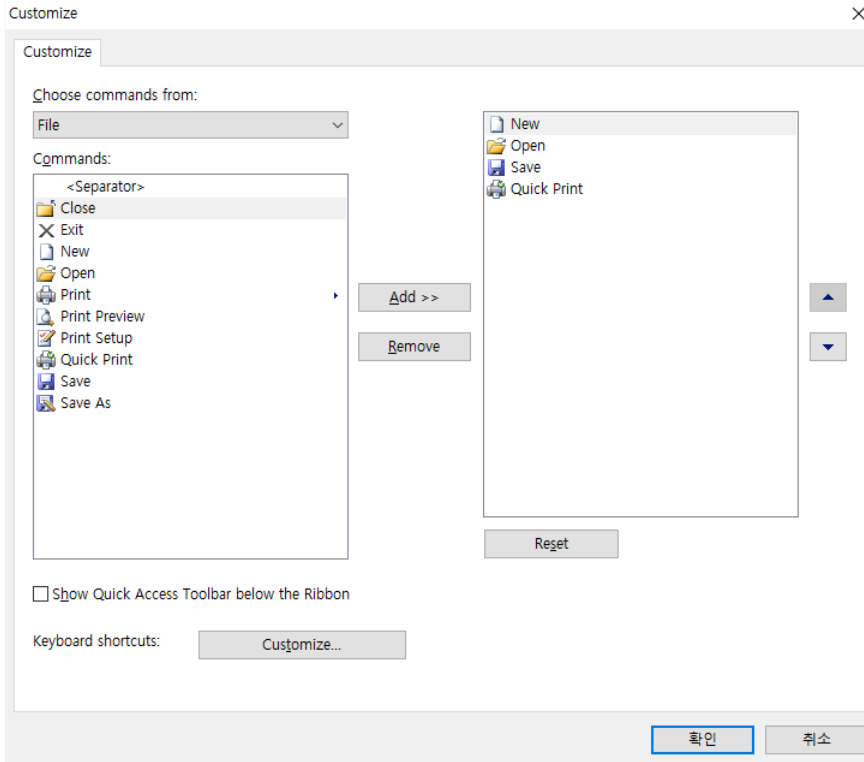 Customize
Customize
Choose commands from:
File
Commands:
<Separator>
Close
Exit
New
Open
Print
Print Preview
Print Setup
Quick Print
Save
Save As
Add >>
Remove
New
Open
Save
Quick Print
Reset
Show Quick Access Toolbar below the Ribbon
Keyboard shortcuts:
Customize...
확인
취소